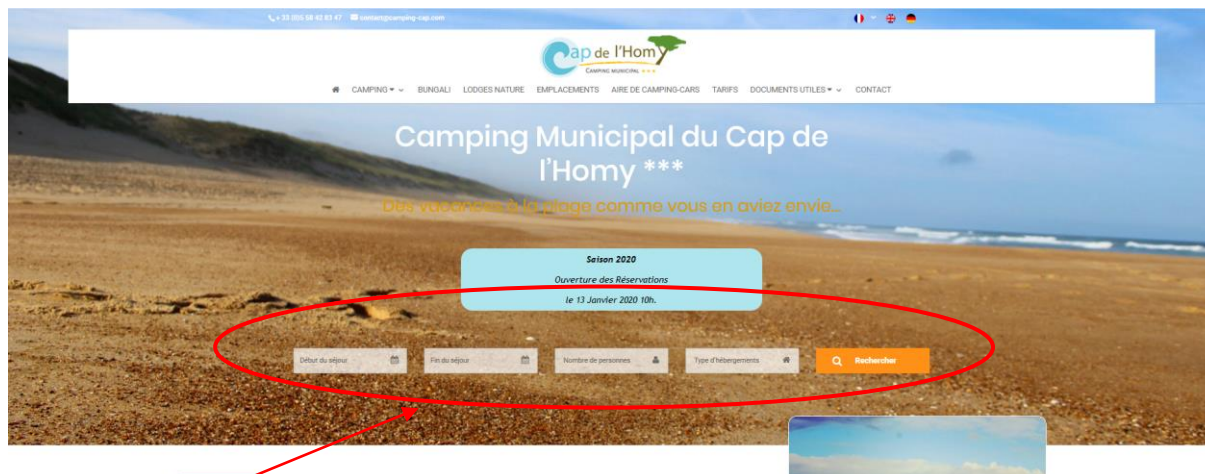 + 33 (0)5 58 42 83 47 contact@camping-cap.com
Cap de l'Homy
CAMPING MUNICIPAL ★★★
CAMPING BUNGALI LODGES NATURE EMPLACEMENTS AIRE DE CAMPING-CARS TARIFS DOCUMENTS UTILES CONTACT
Camping Municipal du Cap de
l'Homy ***
Des vacances à la plage comme vous en aviez envie...
Saison 2020
Ouverture des Réservations
le 13 Janvier 2020 10h.
Début du séjour Fin du séjour Nombre de personnes Type d'hébergements Rechercher